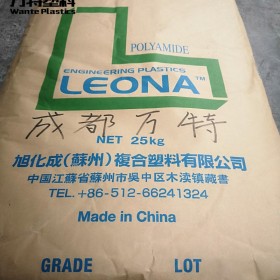 万特塑料
Wante Plastics
POLYAMIDE
ENGINEERING PLASTICS
LEONA™
成都万特
NET 25kg
旭化成(蘇州)複合塑料有限公司
中国江蘇省蘇州市吳中区木渎镇藏書
TEL. +86-512-66241324
Made in China
GRADE LOT